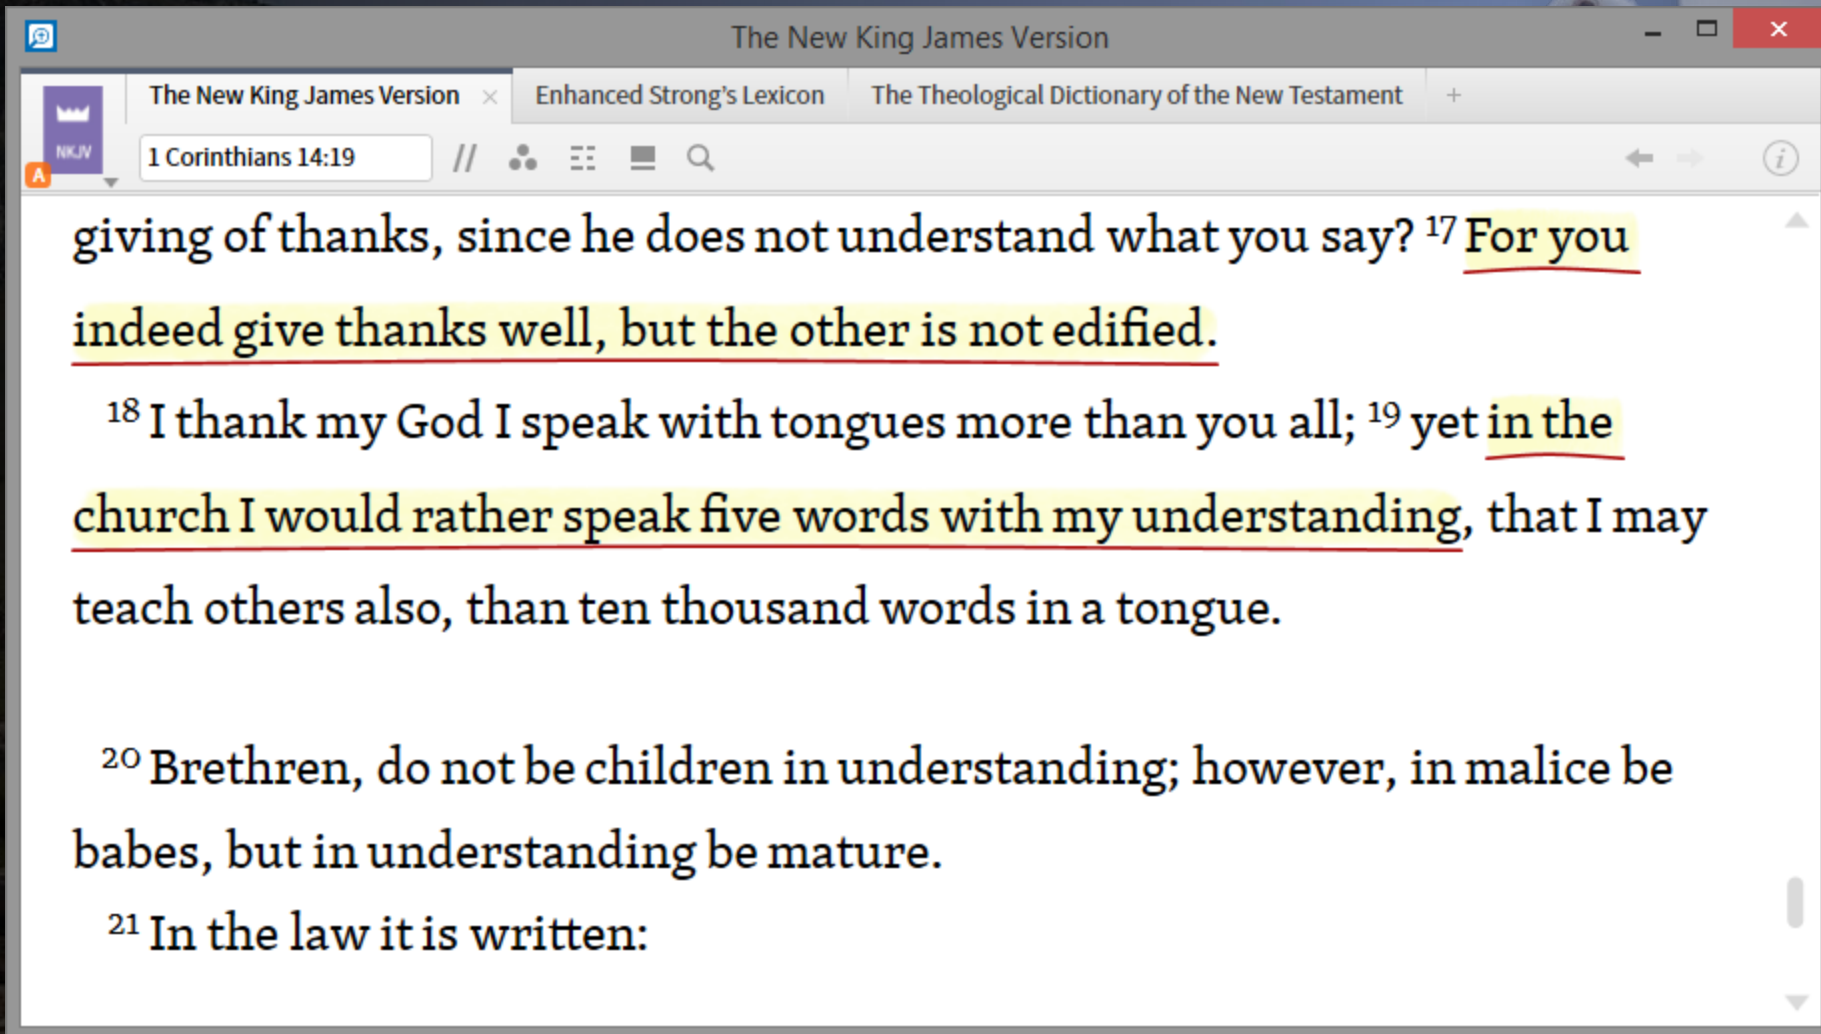 The New King James Version
The New King James Version Enhanced Strong's Lexicon The Theological Dictionary of the New Testament
NKJV
A
1 Corinthians 14:19
giving of thanks, since he does not understand what you say? 17 For you
indeed give thanks well, but the other is not edified.
18 I thank my God I speak with tongues more than you all; 19 yet in the
church I would rather speak five words with my understanding, that I may
teach others also, than ten thousand words in a tongue.
20 Brethren, do not be children in understanding; however, in malice be
babes, but in understanding be mature.
21 In the law it is written: